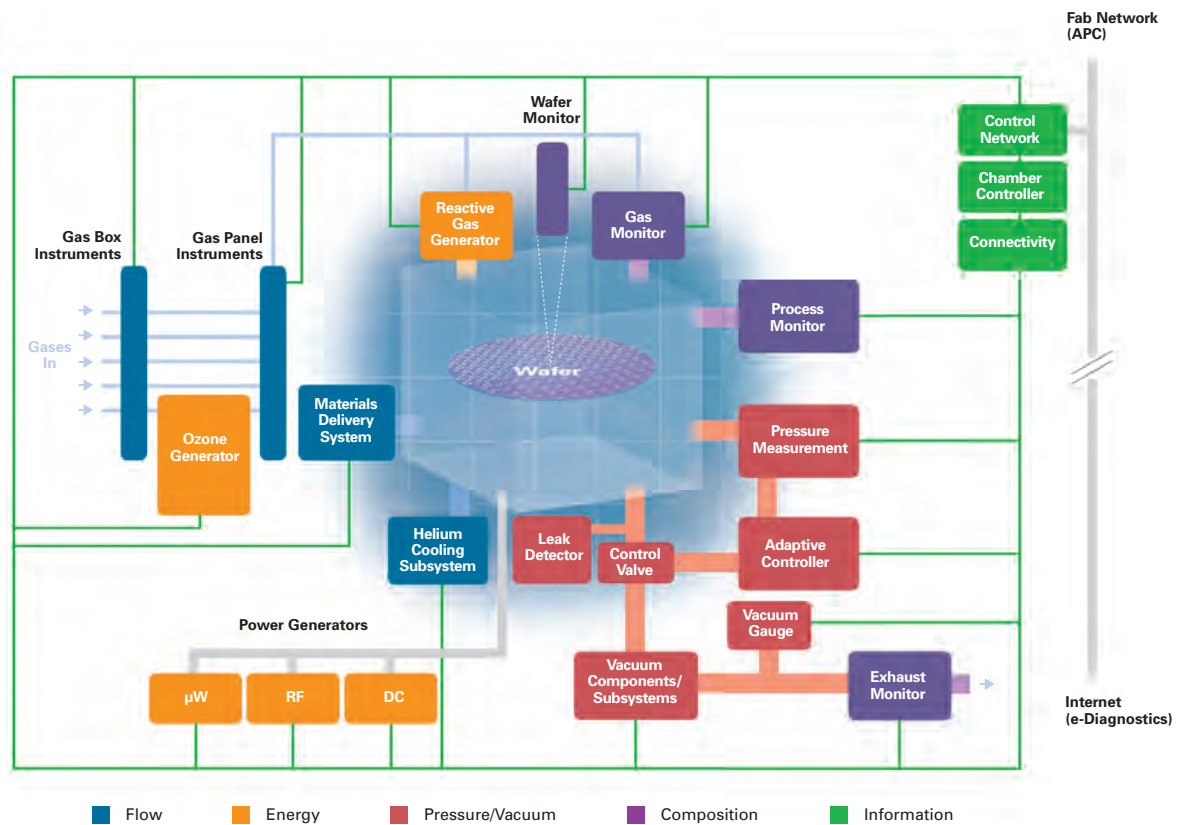 Fab Network
(APC)
Wafer
Monitor
Control
Network
Chamber
Controller
Connectivity
Reactive
Gas
Generator
Gas
Monitor
Gas Box
Instruments
Gas Panel
Instruments
Process
Monitor
Gases
In
Wafer
Materials
Delivery
System
Ozone
Generator
Pressure
Measurement
Helium
Cooling
Subsystem
Leak
Detector
Control
Valve
Adaptive
Controller
Vacuum
Gauge
Power Generators
Vacuum
Components/
Subsystems
Exhaust
Monitor
µW
RF
DC
Internet
(e-Diagnostics)
Flow
Energy
Pressure/Vacuum
Composition
Information